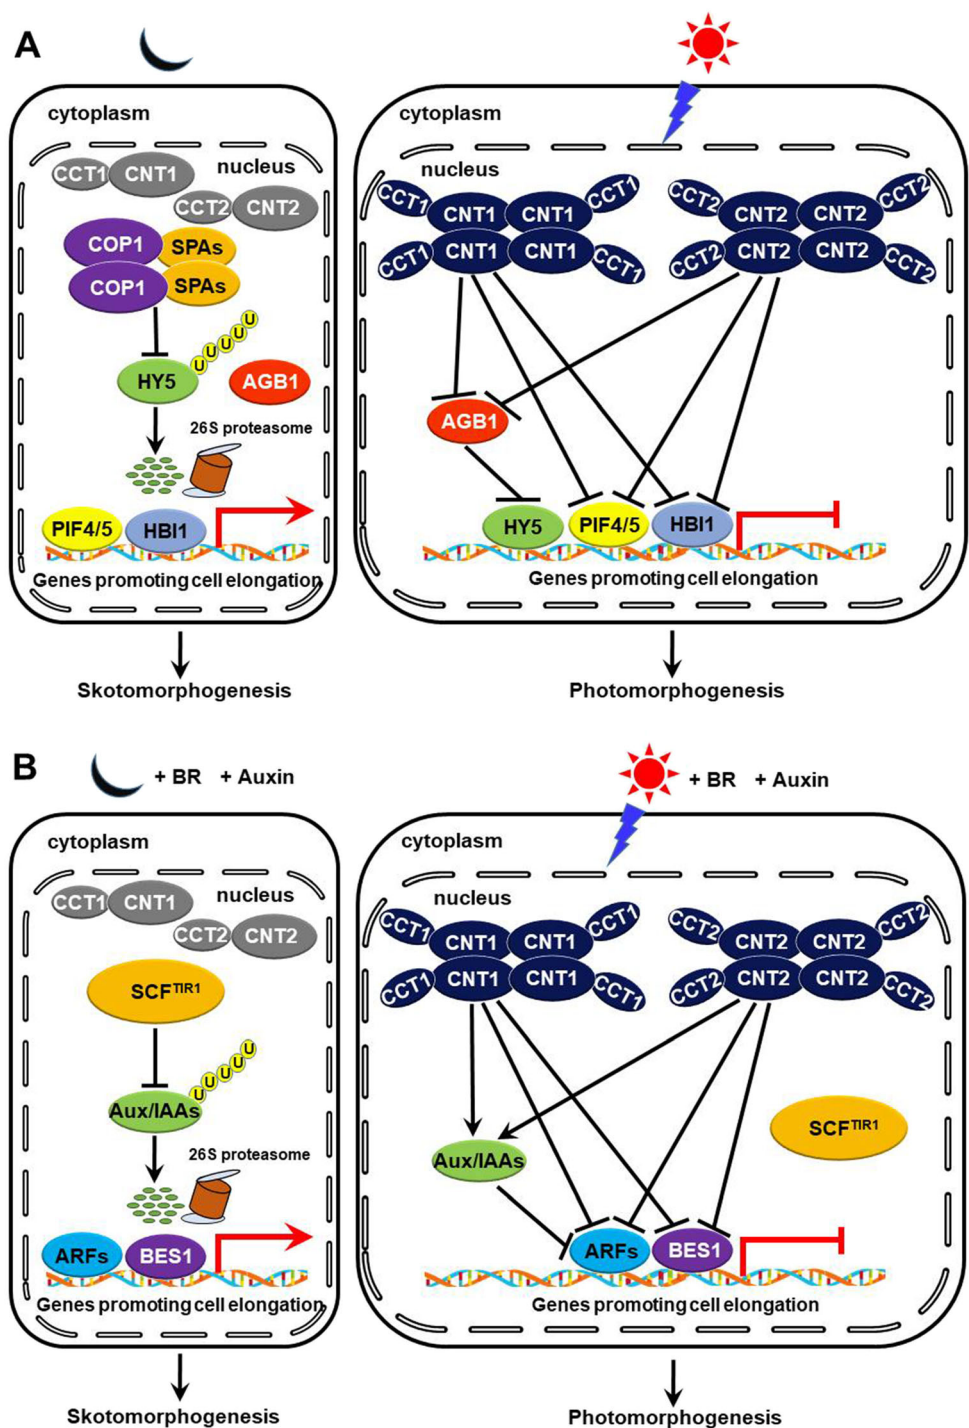 A
cytoplasm
nucleus
CCT1 CNT1
CCT2 CNT2
COP1 SPAs
COP1 SPAs
U U U U U
HY5 AGB1
26S proteasome
PIF4/5 HBI1
Genes promoting cell elongation
Skotomorphogenesis
cytoplasm
nucleus
CCT1 CNT1 CNT1 CCT1
CCT1 CNT1 CNT1 CCT1
CCT2 CNT2 CNT2 CCT2
CCT2 CNT2 CNT2 CCT2
AGB1
HY5 PIF4/5 HBI1
Genes promoting cell elongation
Photomorphogenesis
B
+ BR + Auxin
cytoplasm
nucleus
CCT1 CNT1
CCT2 CNT2
SCFTIR1
U U U U U
Aux/IAAs
26S proteasome
ARFs BES1
Genes promoting cell elongation
Skotomorphogenesis
+ BR + Auxin
cytoplasm
nucleus
CCT1 CNT1 CNT1 CCT1
CCT1 CNT1 CNT1 CCT1
CCT2 CNT2 CNT2 CCT2
CCT2 CNT2 CNT2 CCT2
SCFTIR1
Aux/IAAs
ARFs BES1
Genes promoting cell elongation
Photomorphogenesis